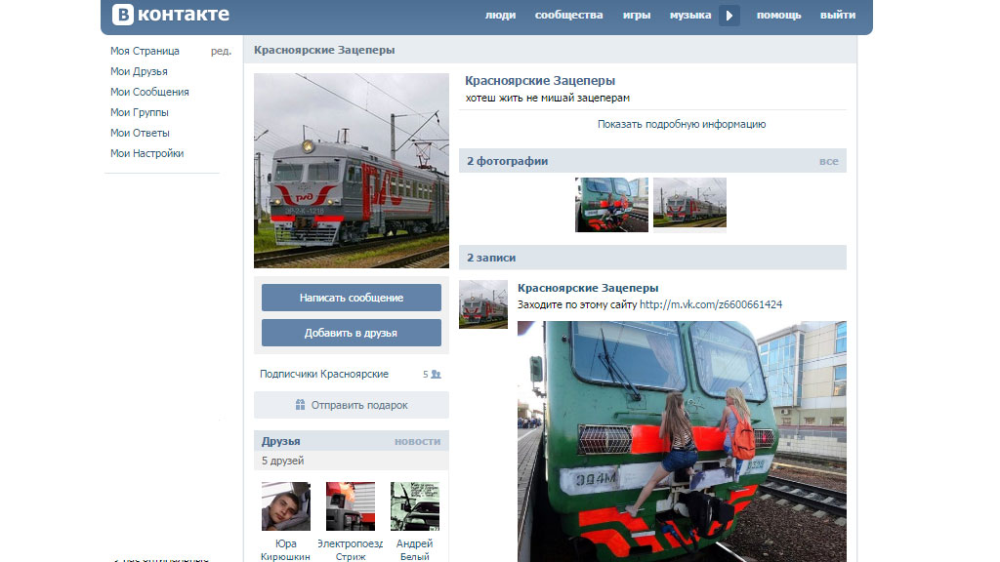 В контакте
люди сообщества игры музыка помощь выйти
Моя Страница ред.
Мои Друзья
Мои Сообщения
Мои Группы
Мои Ответы
Мои Настройки
Красноярские Зацеперы
РЖД
Написать сообщение
Добавить в друзья
Подписчики Красноярские 5
Отправить подарок
Друзья новости
5 друзей
Юра
Кирюшкин
Электропоезд
Стриж
Андрей
Белый
Красноярские Зацеперы
хотеш жить не мишай зацеперам
Показать подробную информацию
2 фотографии все
2 записи
Красноярские Зацеперы
Заходите по этому сайту http://m.vk.com/z6600661424
ЭД4М